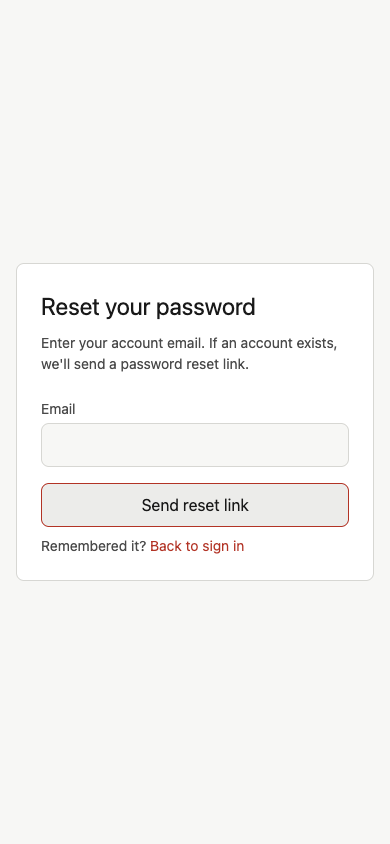 Reset your password
Enter your account email. If an account exists,
we'll send a password reset link.
Email
Send reset link
Remembered it? Back to sign in